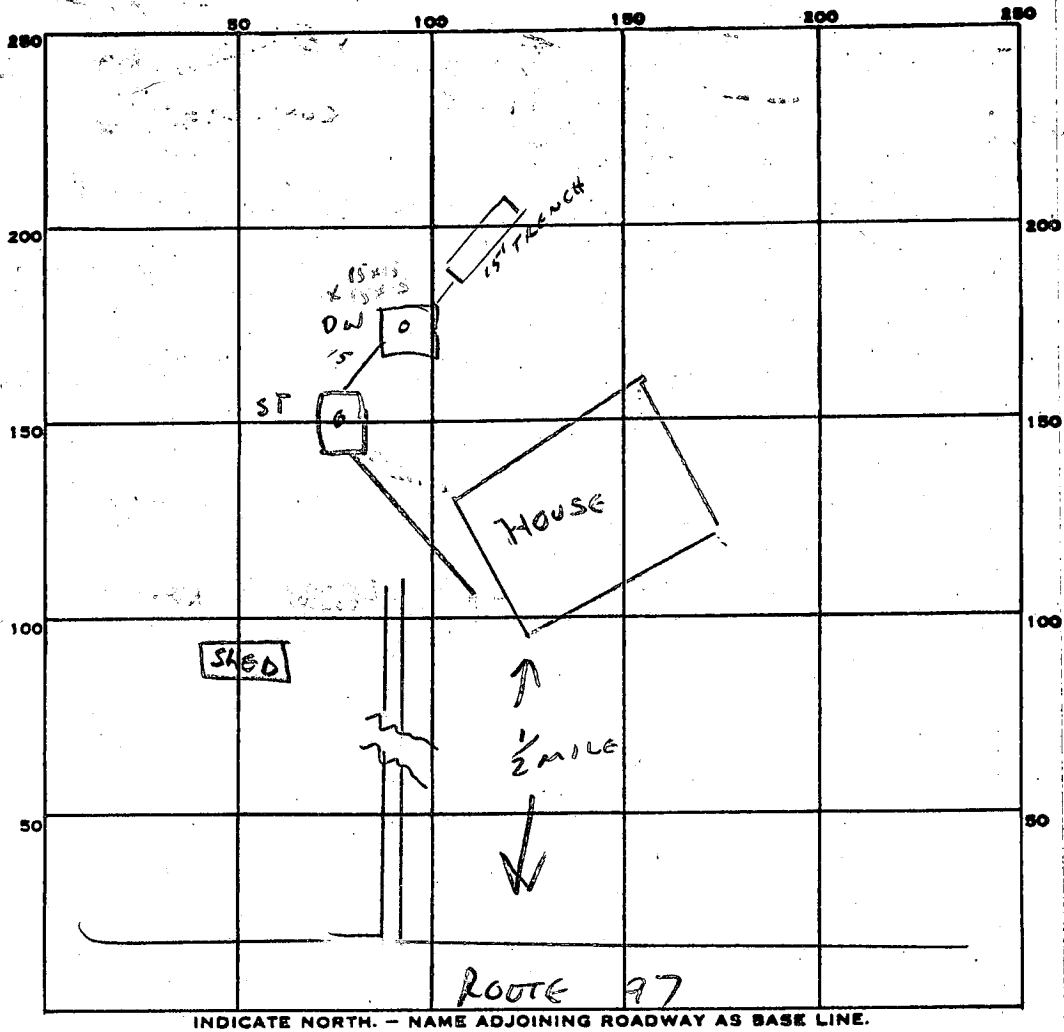 50 100 150 200 250
250
200 200
15' TRENCH
DW
ST
150 150
HOUSE
100 100
SHED
1/2 MILE
50 50
ROUTE 97
INDICATE NORTH. — NAME ADJOINING ROADWAY AS BASE LINE.